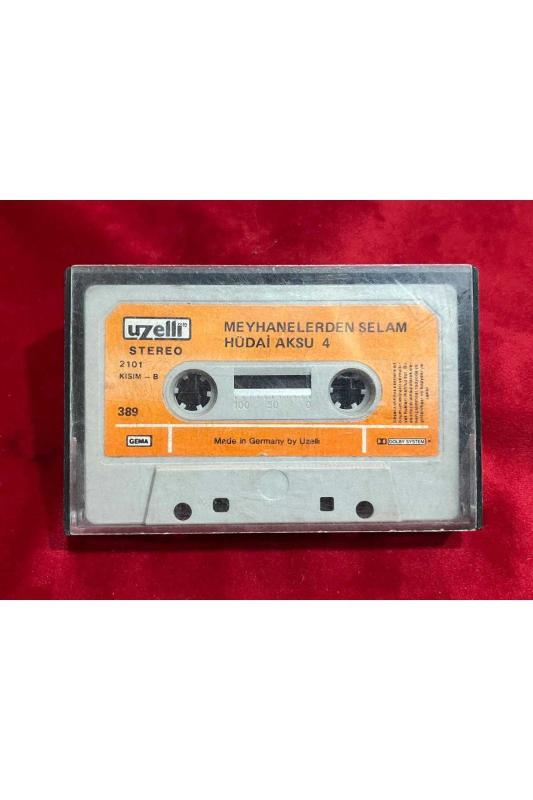 uzelli
STEREO
2101
KISIM – B
389
MEYHANELERDEN SELAM
HÜDAİ AKSU 4
100 50 0
GEMA
Made in Germany by Uzelli
DOLBY SYSTEM